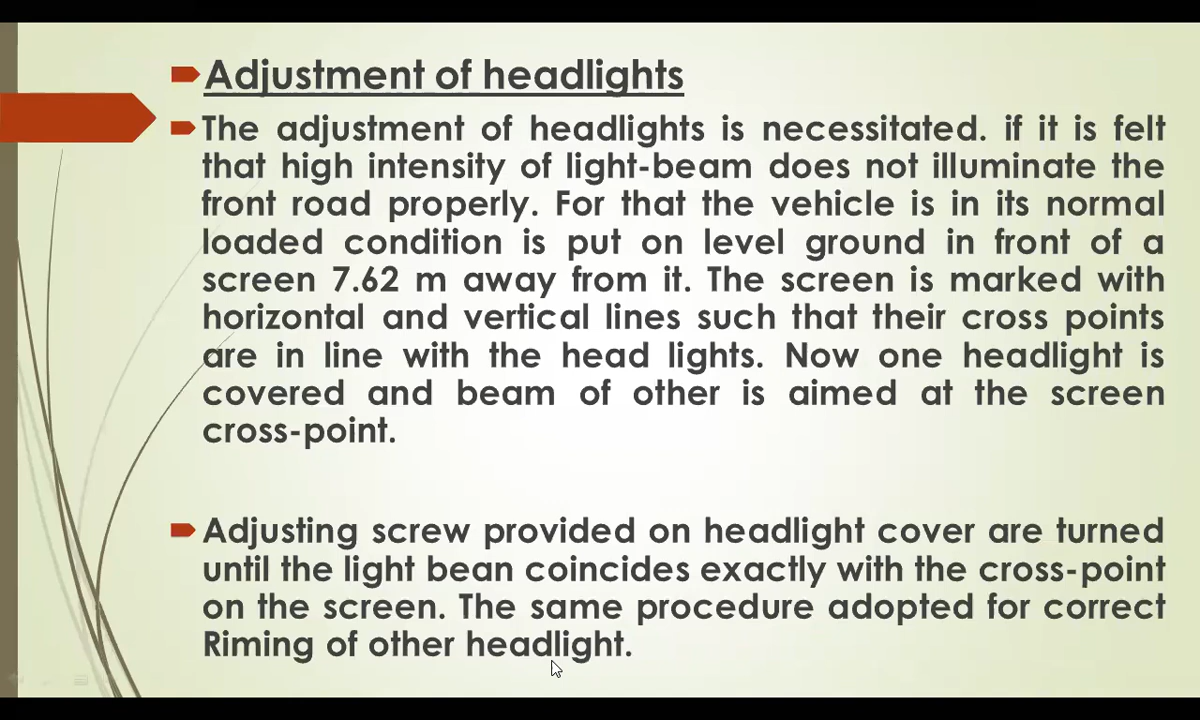 Adjustment of headlights
The adjustment of headlights is necessitated. if it is felt
that high intensity of light-beam does not illuminate the
front road properly. For that the vehicle is in its normal
loaded condition is put on level ground in front of a
screen 7.62 m away from it. The screen is marked with
horizontal and vertical lines such that their cross points
are in line with the head lights. Now one headlight is
covered and beam of other is aimed at the screen
cross-point.
Adjusting screw provided on headlight cover are turned
until the light bean coincides exactly with the cross-point
on the screen. The same procedure adopted for correct
Riming of other headlight.